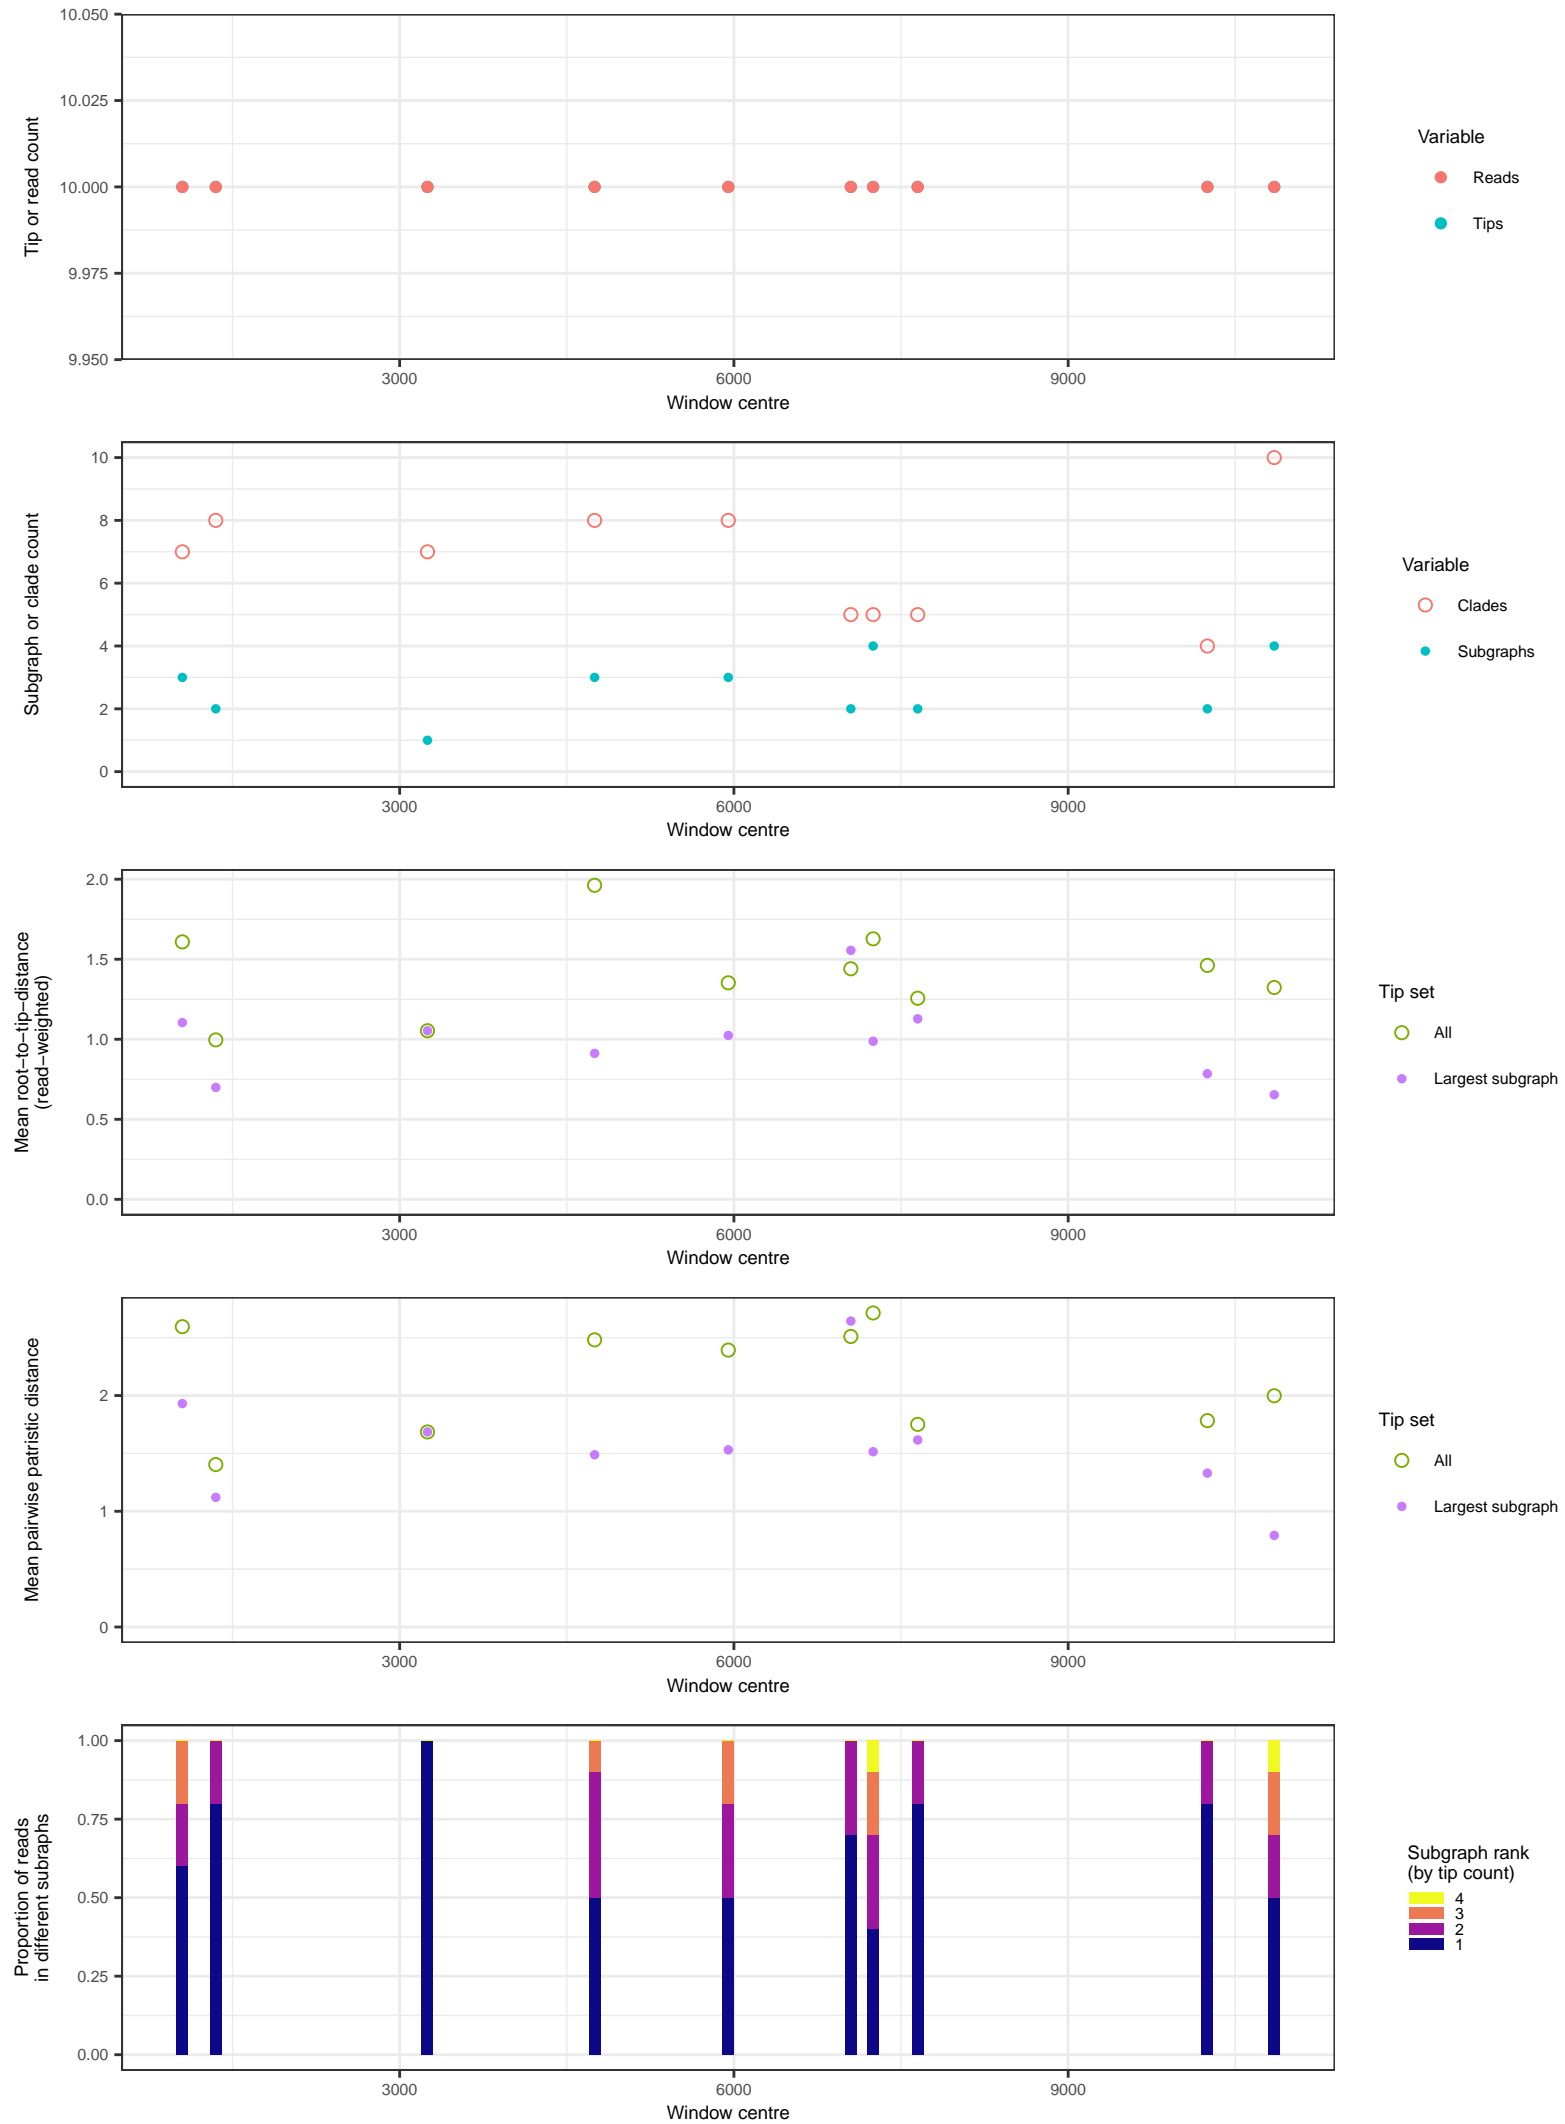 10.050
10.025
10.000
9.975
9.950
Tip or read count
3000
6000
9000
Window centre
Variable
Reads
Tips
10
8
6
4
2
0
Subgraph or clade count
3000
6000
9000
Window centre
Variable
Clades
Subgraphs
2.0
1.5
1.0
0.5
0.0
Mean root−to−tip−distance
(read−weighted)
3000
6000
9000
Window centre
Tip set
All
Largest subgraph
2
1
0
Mean pairwise patristic distance
3000
6000
9000
Window centre
Tip set
All
Largest subgraph
1.00
0.75
0.50
0.25
0.00
Proportion of reads
in different subraphs
3000
6000
9000
Window centre
Subgraph rank
(by tip count)
4
3
2
1